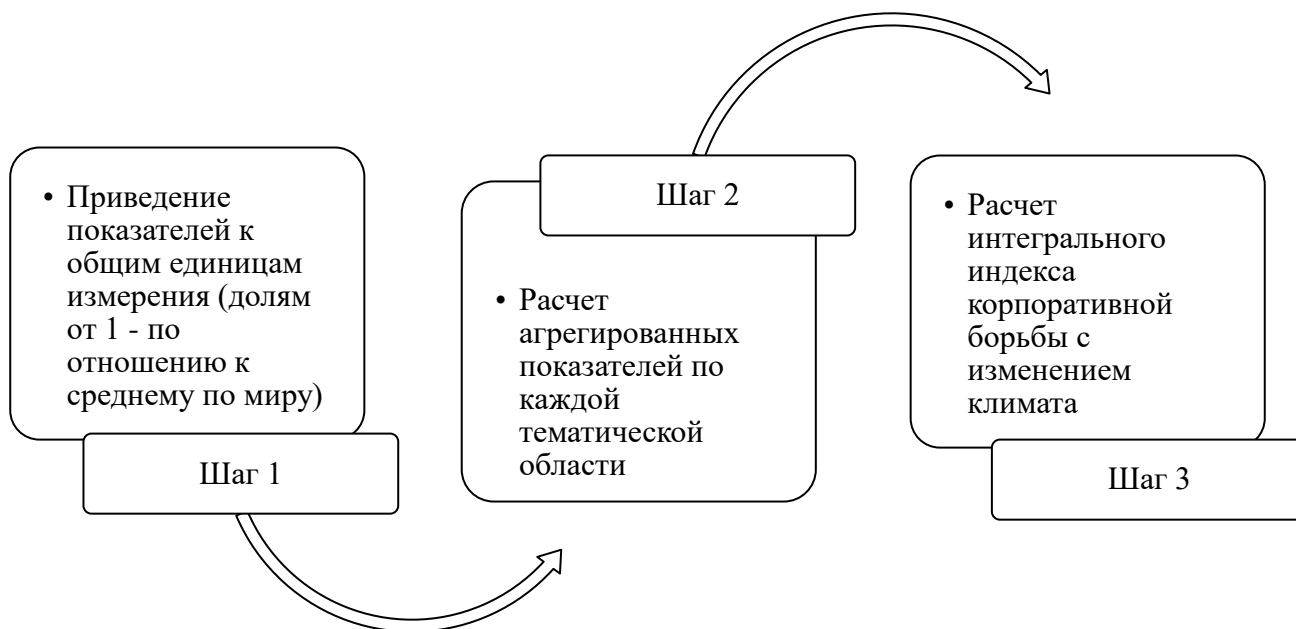 • Приведение
показателей к
общим единицам
измерения (долям
от 1 - по
отношению к
среднему по миру)
Шаг 1
Шаг 2
• Расчет
агрегированных
показателей по
каждой
тематической
области
• Расчет
интегрального
индекса
корпоративной
борьбы с
изменением
климата
Шаг 3